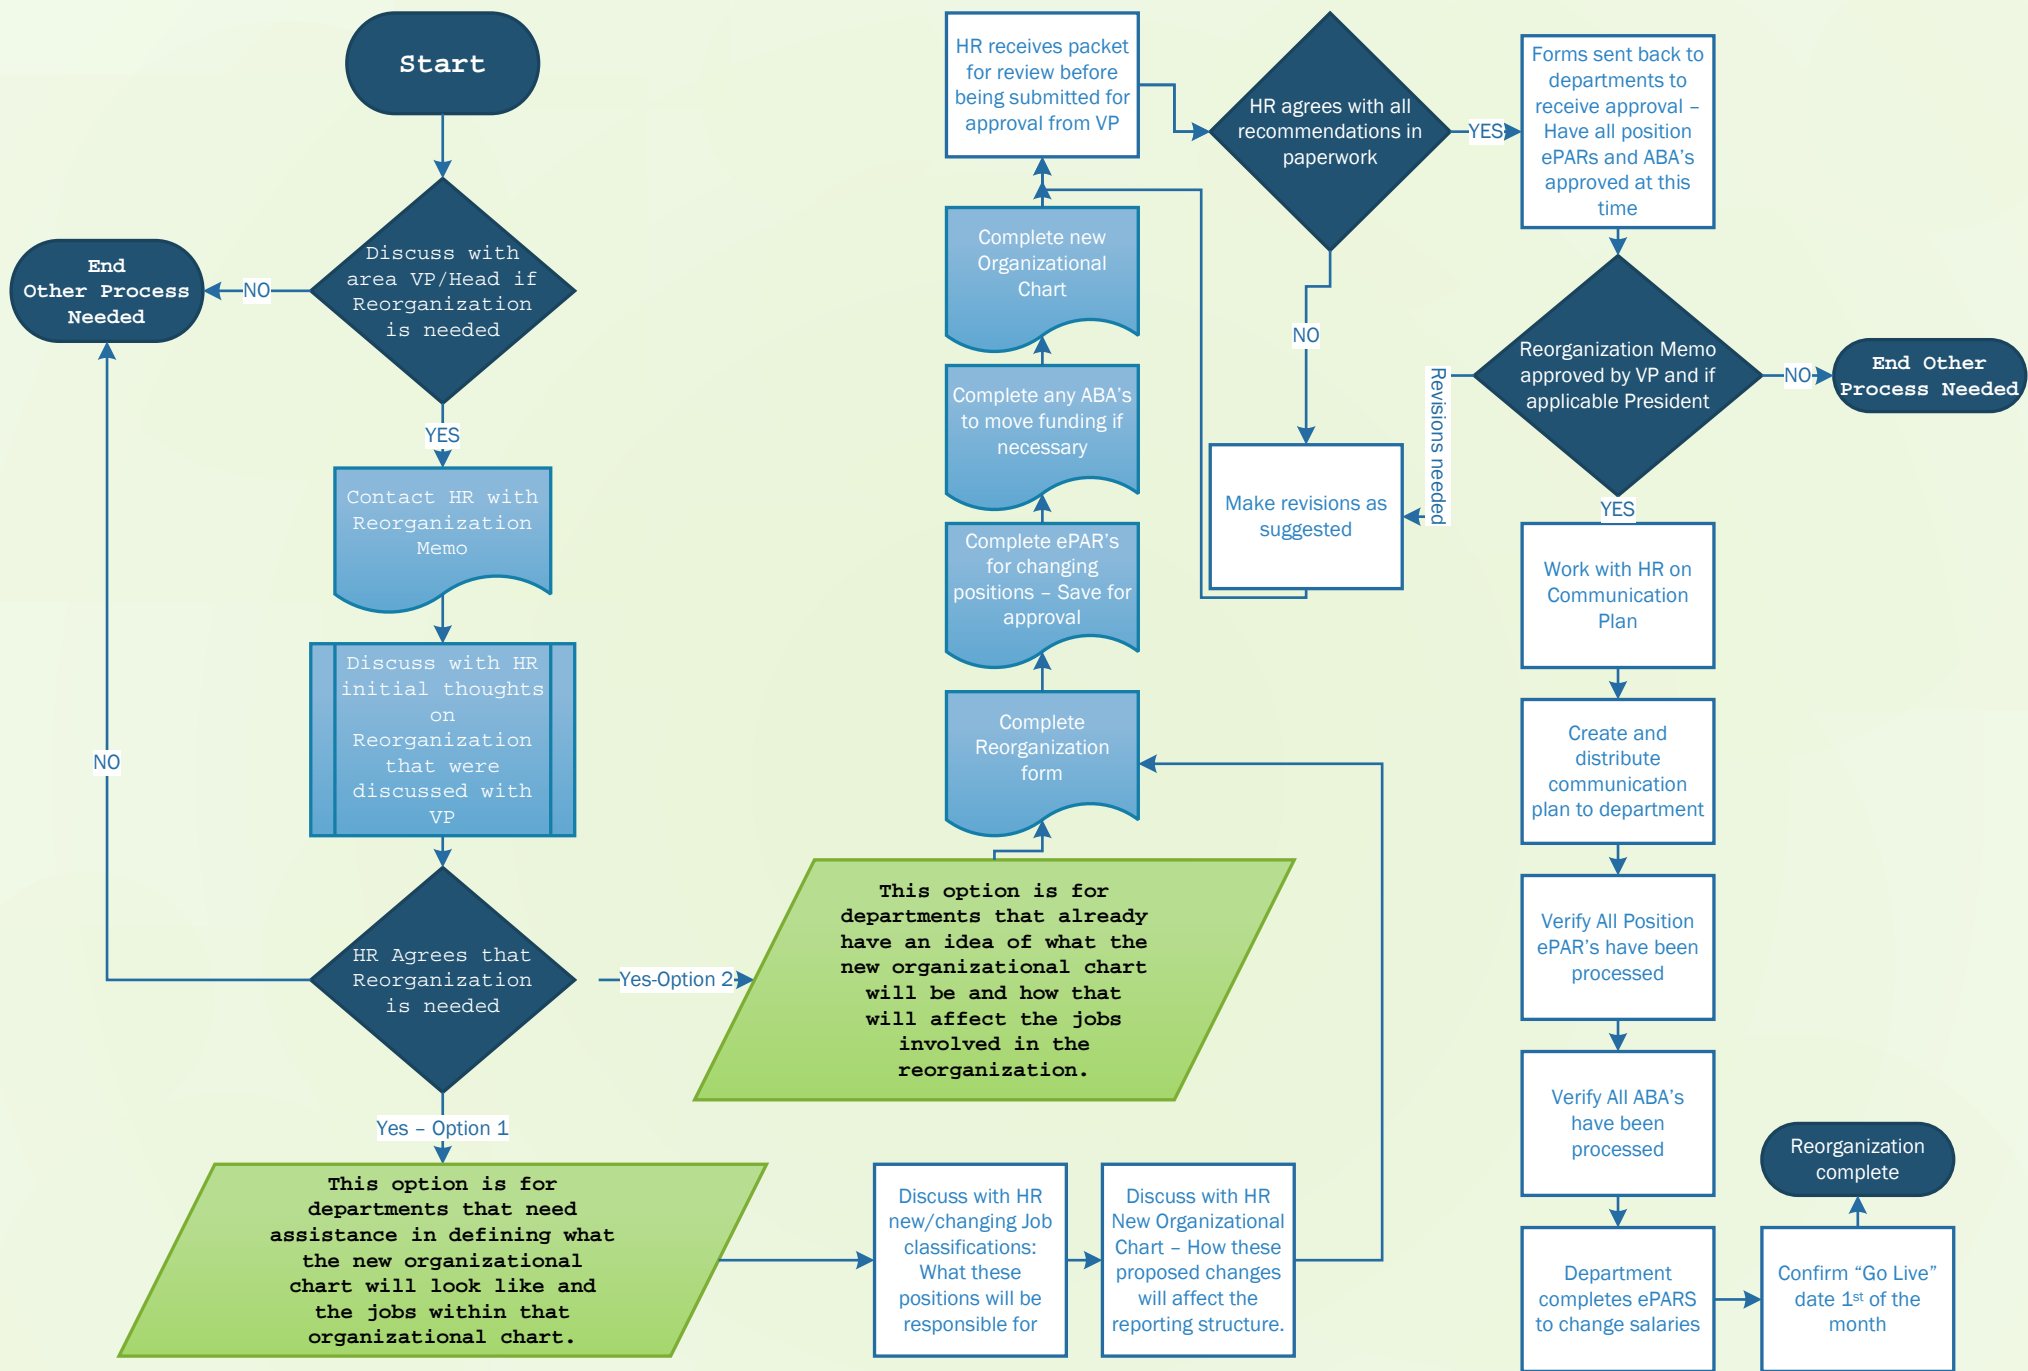 Start
Discuss with
area VP/Head if
Reorganization
is needed
NO
End
Other Process
Needed
YES
Contact HR with
Reorganization
Memo
Discuss with HR
initial thoughts
on
Reorganization
that were
discussed with
VP
HR Agrees that
Reorganization
is needed
NO
Yes-Option 2
Yes – Option 1
This option is for
departments that need
assistance in defining what
the new organizational
chart will look like and
the jobs within that
organizational chart.
Discuss with HR
new/changing Job
classifications:
What these
positions will be
responsible for
Discuss with HR
New Organizational
Chart – How these
proposed changes
will affect the
reporting structure.
This option is for
departments that already
have an idea of what the
new organizational chart
will be and how that
will affect the jobs
involved in the
reorganization.
Complete
Reorganization
form
Complete ePAR’s
for changing
positions – Save for
approval
Complete any ABA’s
to move funding if
necessary
Complete new
Organizational
Chart
HR receives packet
for review before
being submitted for
approval from VP
HR agrees with all
recommendations in
paperwork
NO
Make revisions as
suggested
YES
Forms sent back to
departments to
receive approval –
Have all position
ePARs and ABA’s
approved at this
time
Reorganization Memo
approved by VP and if
applicable President
Revisions needed
NO
End Other
Process Needed
YES
Work with HR on
Communication
Plan
Create and
distribute
communication
plan to department
Verify All Position
ePAR’s have been
processed
Verify All ABA’s
have been
processed
Department
completes ePARS
to change salaries
Confirm “Go Live”
date 1st of the
month
Reorganization
complete